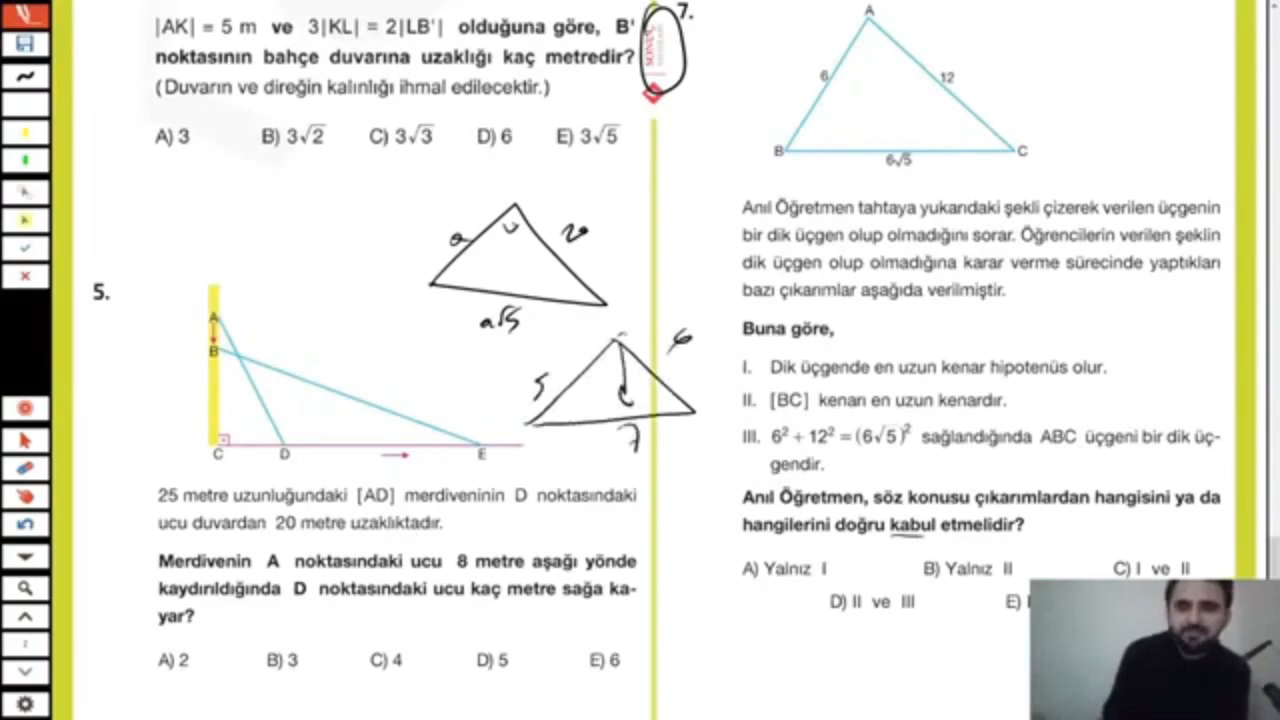 |AK| = 5 m ve 3|KL| = 2|LB'| olduğuna göre, B'
noktasının bahçe duvarına uzaklığı kaç metredir?
(Duvarın ve direğin kalınlığı ihmal edilecektir.)
A) 3 B) 3√2 C) 3√3 D) 6 E) 3√5
SONUÇ
5.
A
B
C
D
E
a
a√5
5
6
7
25 metre uzunluğundaki [AD] merdiveninin D noktasındaki
ucu duvardan 20 metre uzaklıktadır.
Merdivenin A noktasındaki ucu 8 metre aşağı yönde
kaydırıldığında D noktasındaki ucu kaç metre sağa ka-
yar?
A) 2 B) 3 C) 4 D) 5 E) 6
7.
A
6
12
B
6√5
C
Anıl Öğretmen tahtaya yukarıdaki şekli çizerek verilen üçgenin
bir dik üçgen olup olmadığını sorar. Öğrencilerin verilen şeklin
dik üçgen olup olmadığına karar verme sürecinde yaptıkları
bazı çıkarımlar aşağıda verilmiştir.
Buna göre,
I. Dik üçgende en uzun kenar hipotenüs olur.
II. [BC] kenarı en uzun kenardır.
III. 6² + 12² = (6√5)² sağlandığında ABC üçgeni bir dik üç-
gendir.
Anıl Öğretmen, söz konusu çıkarımlardan hangisini ya da
hangilerini doğru kabul etmelidir?
A) Yalnız I B) Yalnız II C) I ve II
D) II ve III E)